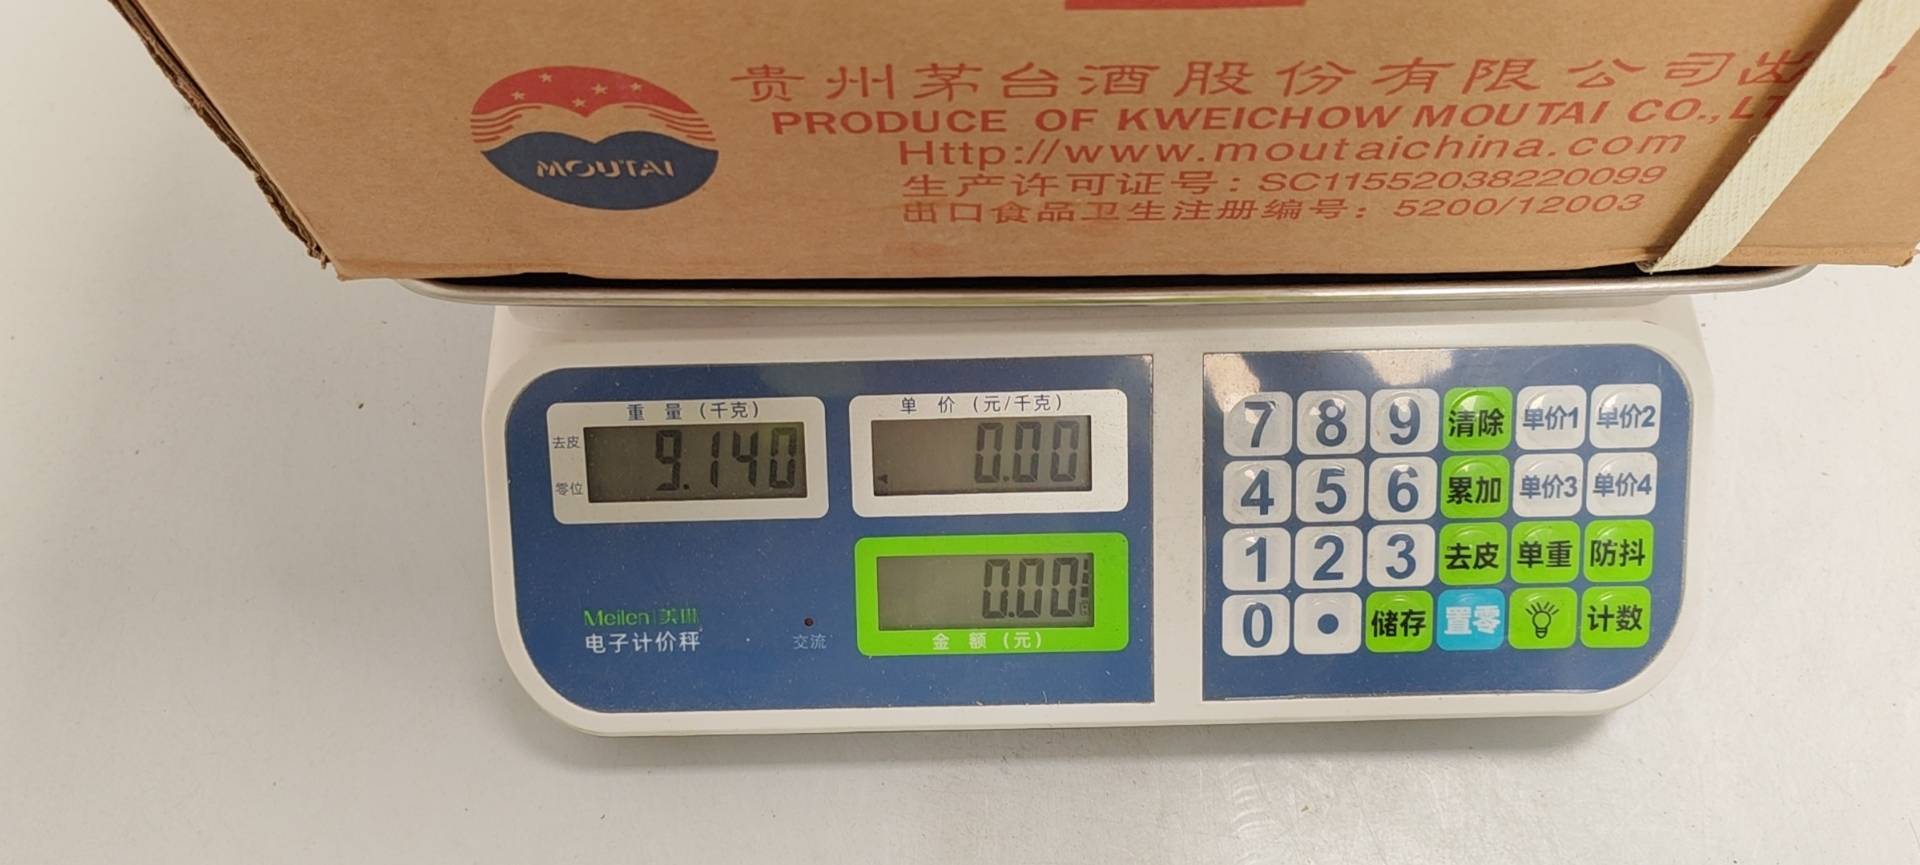 贵州茅台酒股份有限公司出
PRODUCE OF KWEICHOW MOUTAI CO.,LT
MOUTAI
Http://www.moutaichina.com
生产许可证号：SC11552038220099
出口食品卫生注册编号：5200/12003
重 量 (千克)
单 价 (元/千克)
去皮
9.140
0.00
零位
0.00
金 额 (元)
Meilen 美
电子计价秤
交流
7 8 9 清除 单价1 单价2
4 5 6 累加 单价3 单价4
1 2 3 去皮 单重 防抖
0 • 储存 置零 计数